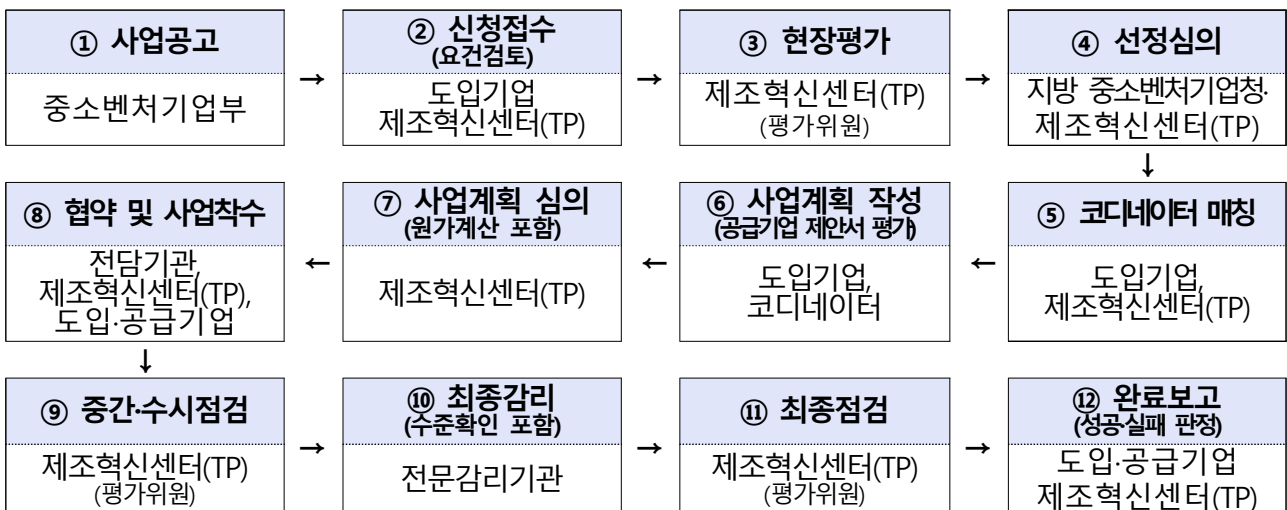 ① 사업공고
중소벤처기업부
→
② 신청접수
(요건검토)
도입기업
제조혁신센터(TP)
→
③ 현장평가
제조혁신센터(TP)
(평가위원)
→
④ 선정심의
지방 중소벤처기업청·
제조혁신센터(TP)
↓
⑤ 코디네이터 매칭
도입기업,
제조혁신센터(TP)
←
⑥ 사업계획 작성
(공급기업 제안서 평가)
도입기업,
코디네이터
←
⑦ 사업계획 심의
(원가계산 포함)
제조혁신센터(TP)
←
⑧ 협약 및 사업착수
전담기관,
제조혁신센터(TP),
도입·공급기업
↓
⑨ 중간·수시점검
제조혁신센터(TP)
(평가위원)
→
⑩ 최종감리
(수준확인 포함)
전문감리기관
→
⑪ 최종점검
제조혁신센터(TP)
(평가위원)
→
⑫ 완료보고
(성공·실패 판정)
도입·공급기업
제조혁신센터(TP)